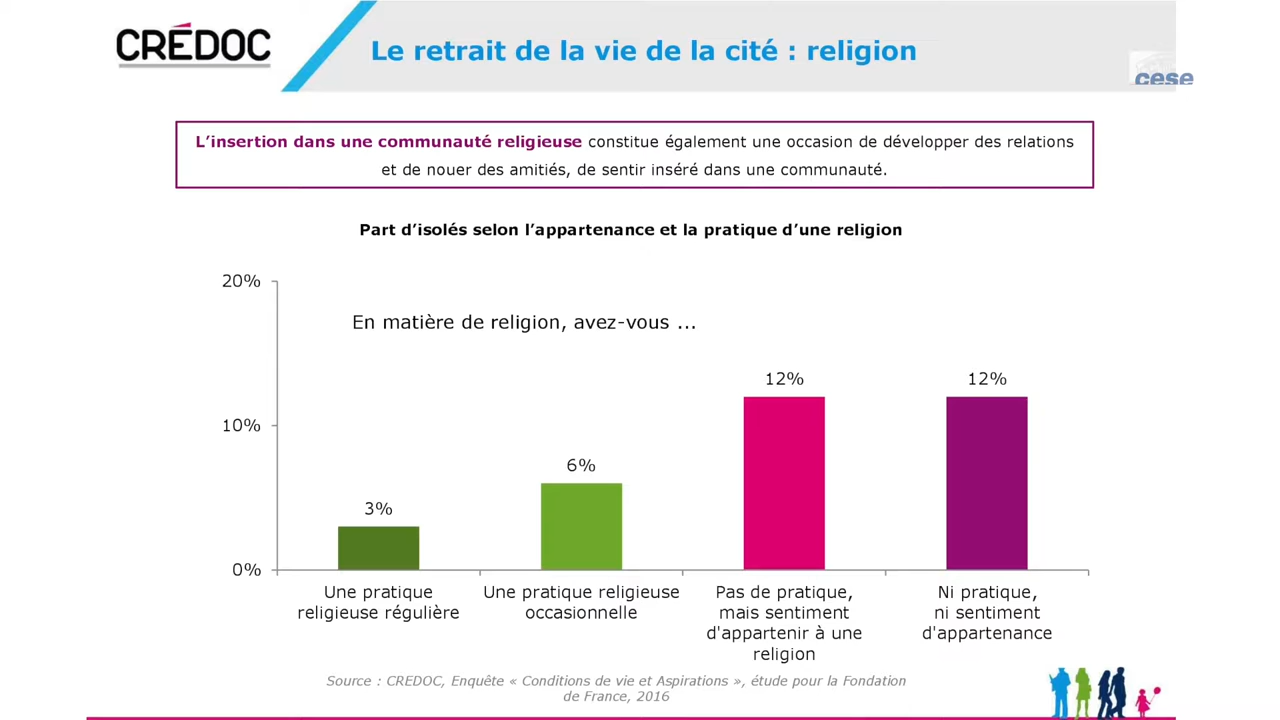 CRÉDOC
Le retrait de la vie de la cité : religion
cese
L’insertion dans une communauté religieuse constitue également une occasion de développer des relations
et de nouer des amitiés, de sentir inséré dans une communauté.
Part d’isolés selon l’appartenance et la pratique d’une religion
20%
En matière de religion, avez-vous ...
12%
12%
10%
6%
3%
0%
Une pratique
religieuse régulière
Une pratique religieuse
occasionnelle
Pas de pratique,
mais sentiment
d'appartenir à une
religion
Ni pratique,
ni sentiment
d'appartenance
Source : CREDOC, Enquête « Conditions de vie et Aspirations », étude pour la Fondation
de France, 2016